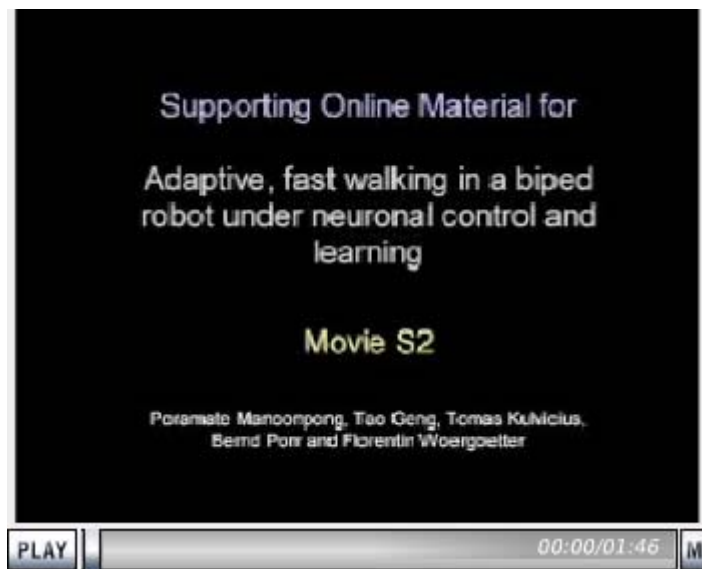 Supporting Online Material for
Adaptive, fast walking in a biped
robot under neuronal control and
learning
Movie S2
Poramate Manoonpong, Tao Geng, Tomas Kulvicius,
Bernd Porr and Florentin Woergoetter
PLAY 00:00/01:46 M